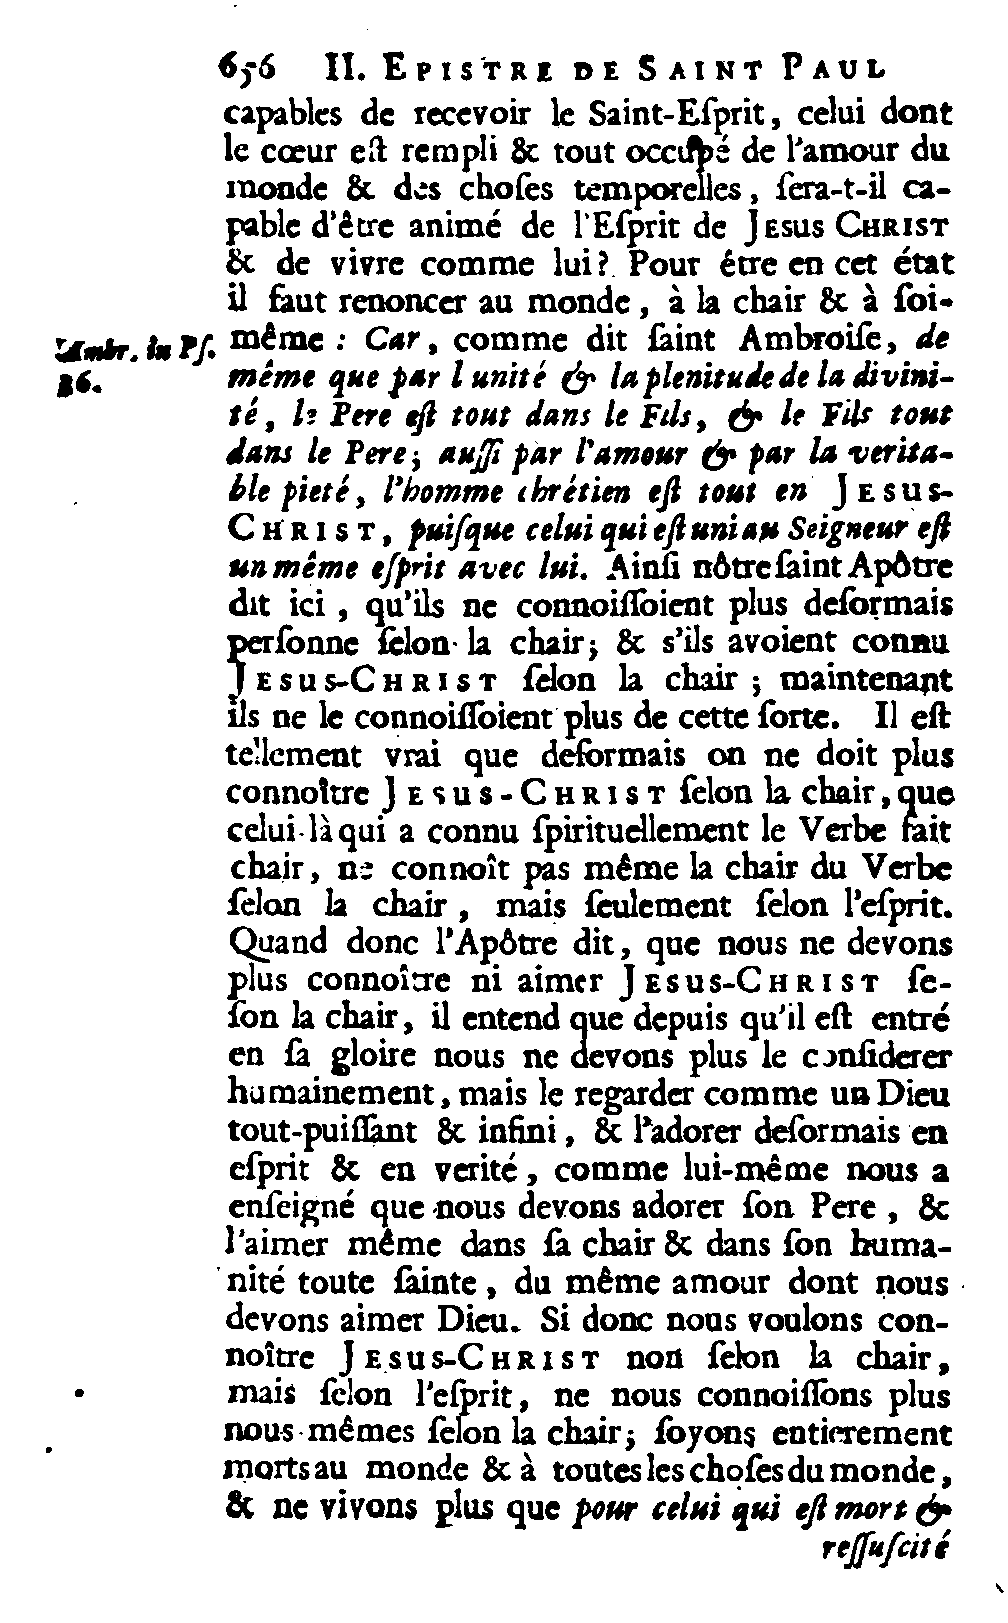 656 II. EPISTRE DE SAINT PAUL
capables de recevoir le Saint-Eſprit, celui dont
le cœur eſt rempli & tout occupé de l'amour du
monde & des choſes temporelles, ſera-t-il ca-
pable d'être animé de l'Eſprit de JESUS CHRIST
& de vivre comme lui? Pour être en cet état
il faut renoncer au monde, à la chair & à ſoi-
même : Car, comme dit ſaint Ambroiſe, de
Ambr. in Pſ.
36.
même que par l unité & la plenitude de la divini-
té, le Pere eſt tout dans le Fils, & le Fils tout
dans le Pere; auſſi par l'amour & par la verita-
ble pieté, l'homme chrétien eſt tout en JESUS-
CHRIST, puiſque celui qui eſt uni au Seigneur eſt
un même eſprit avec lui. Ainſi nôtre ſaint Apôtre
dit ici, qu'ils ne connoiſſoient plus deſormais
perſonne ſelon la chair; & s'ils avoient connu
JESUS-CHRIST ſelon la chair ; maintenant
ils ne le connoiſſoient plus de cette ſorte. Il eſt
tellement vrai que deſormais on ne doit plus
connoître JESUS-CHRIST ſelon la chair, que
celui-là qui a connu ſpirituellement le Verbe fait
chair, ne connoît pas même la chair du Verbe
ſelon la chair, mais ſeulement ſelon l'eſprit.
Quand donc l'Apôtre dit, que nous ne devons
plus connoître ni aimer JESUS-CHRIST ſe-
ſon la chair, il entend que depuis qu'il eſt entré
en ſa gloire nous ne devons plus le conſiderer
humainement, mais le regarder comme un Dieu
tout-puiſſant & infini, & l'adorer deſormais en
eſprit & en verité, comme lui-même nous a
enſeigné que nous devons adorer ſon Pere, &
l'aimer même dans ſa chair & dans ſon huma-
nité toute ſainte, du même amour dont nous
devons aimer Dieu. Si donc nous voulons con-
noître JESUS-CHRIST non ſelon la chair,
mais ſelon l'eſprit, ne nous connoiſſons plus
nous-mêmes ſelon la chair; ſoyons entierement
morts au monde & à toutes les choſes du monde,
& ne vivons plus que pour celui qui eſt mort &
reſſuſcité